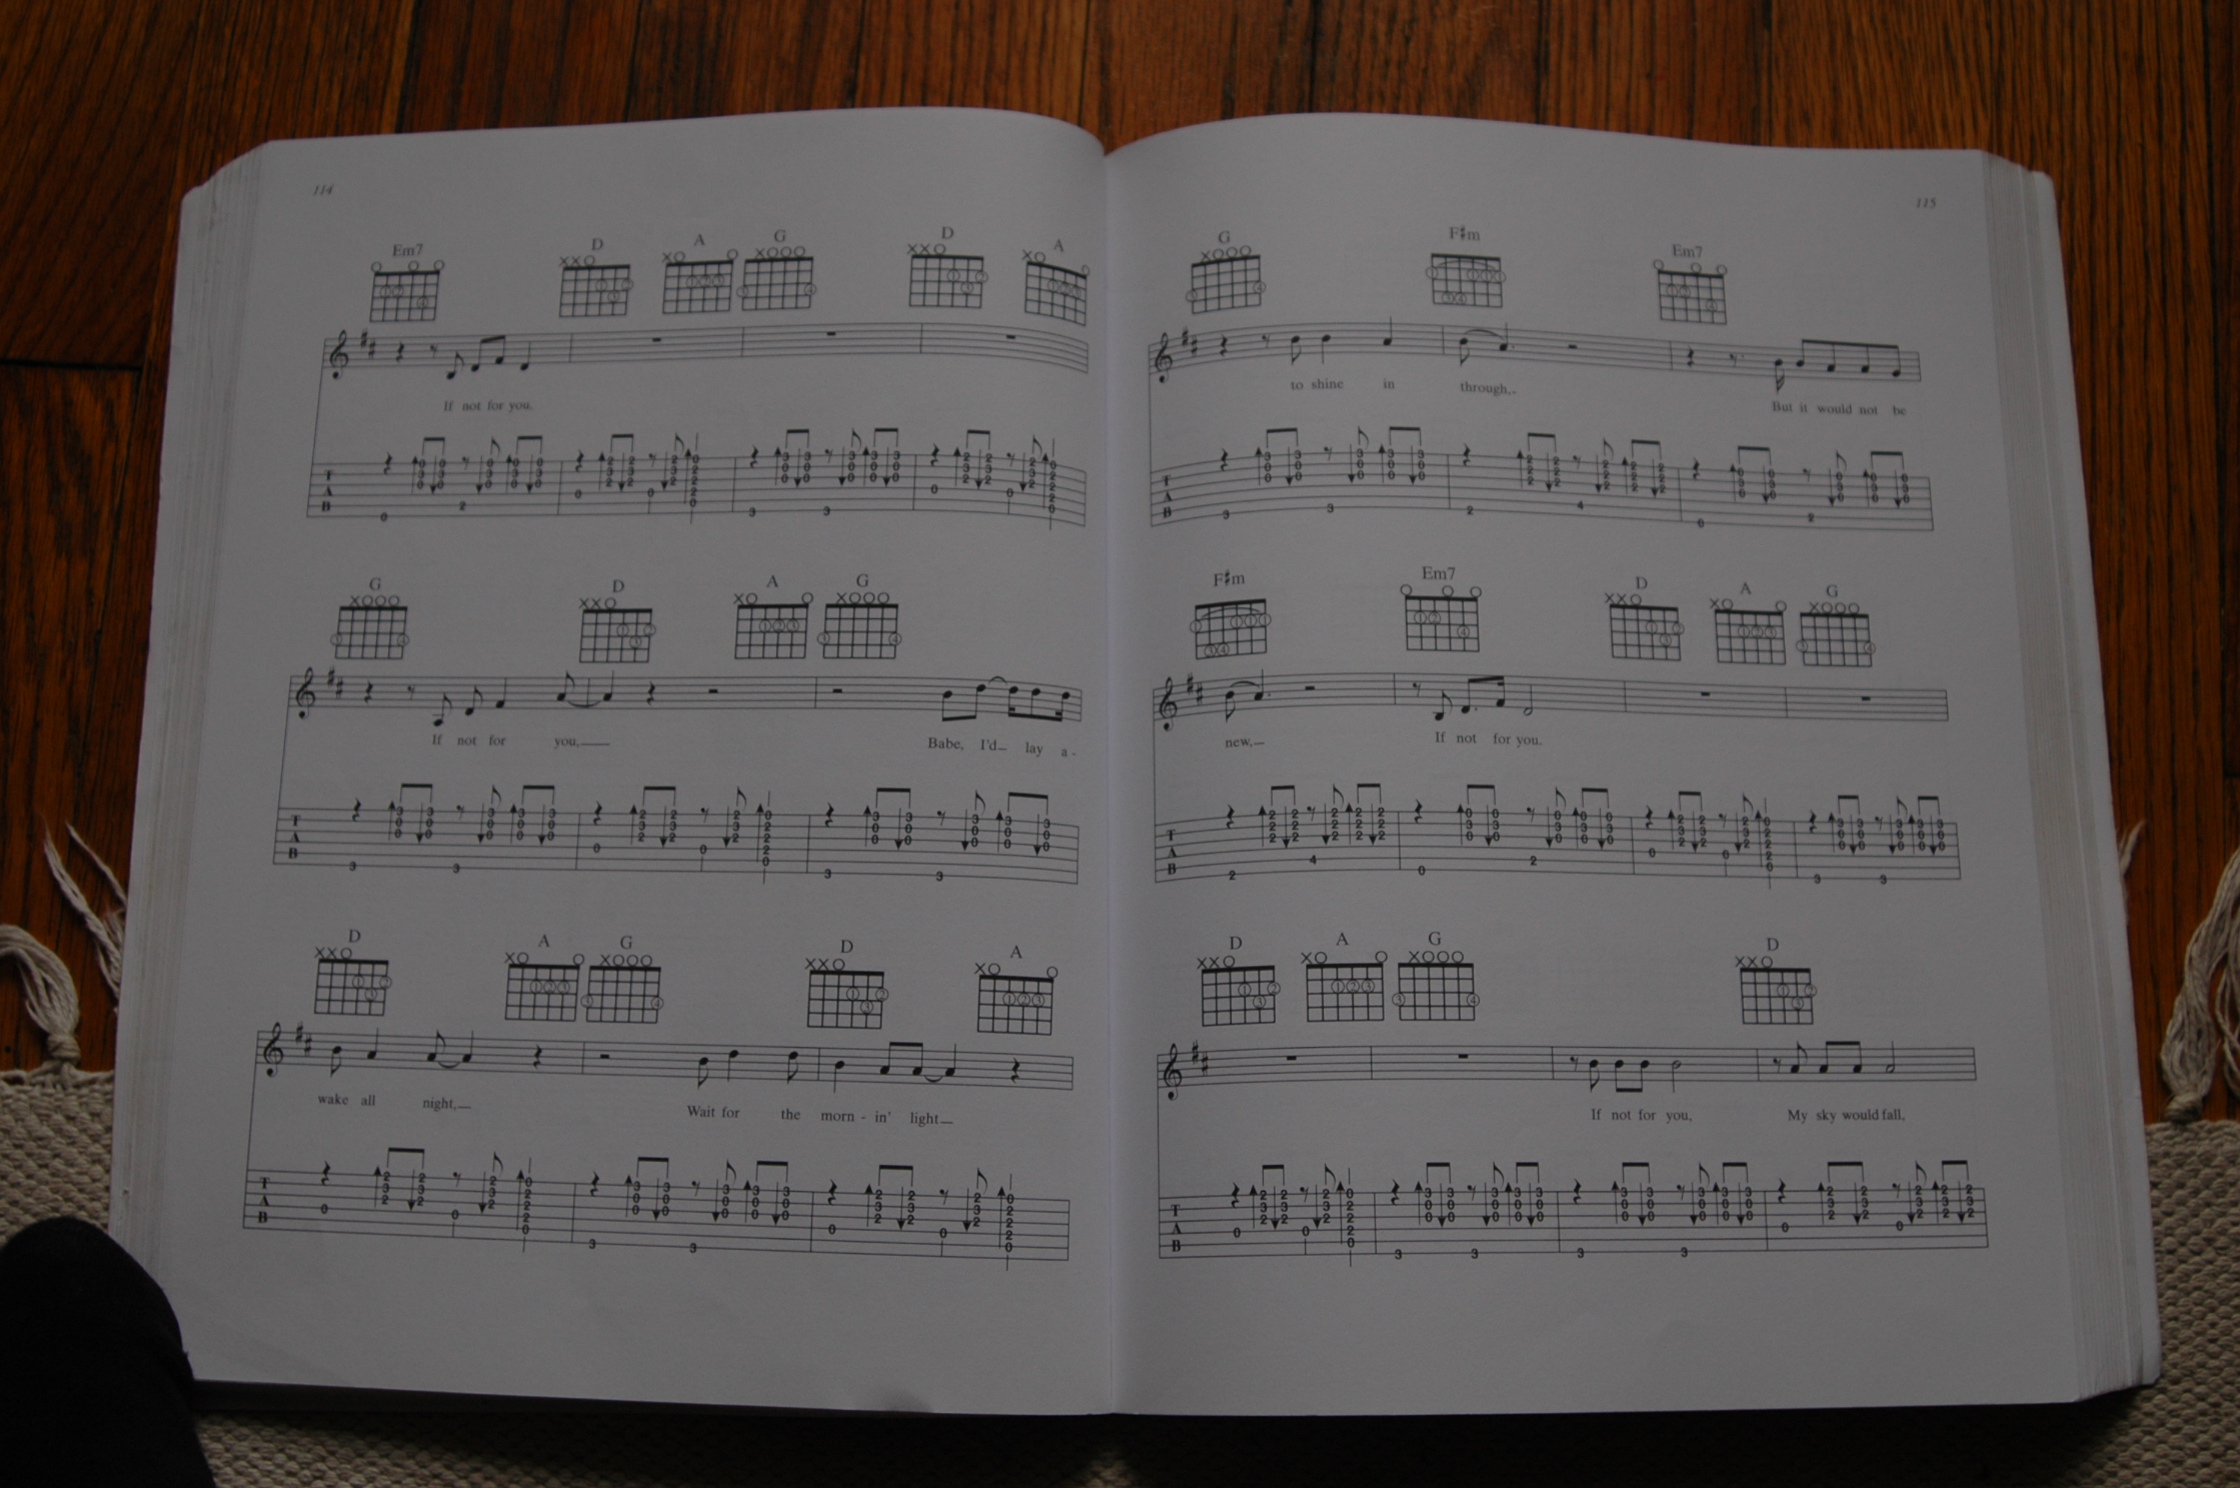 114
Em7 D A G D A
If not for you.
T
A
B
G D A G
If not for you, Babe, I'd lay a-
T
A
B
D A G D A
wake all night, Wait for the morn - in' light
T
A
B
115
G F#m Em7
to shine in through, But it would not be
T
A
B
F#m Em7 D A G
new, If not for you.
T
A
B
D A G D
If not for you, My sky would fall,
T
A
B